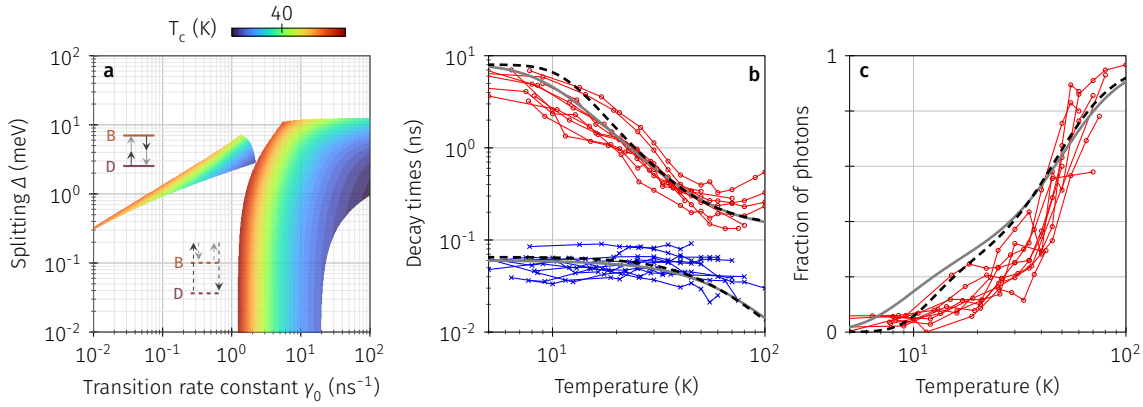 T_c (K)
40
a
10^2
10^1
10^0
10^-1
10^-2
Splitting Δ (meV)
B
D
B
D
10^-2
10^-1
10^0
10^1
10^2
Transition rate constant γ_0 (ns^-1)
b
10^1
10^0
10^-1
10^-2
Decay times (ns)
10^1
10^2
Temperature (K)
c
1
0
Fraction of photons
10^1
10^2
Temperature (K)